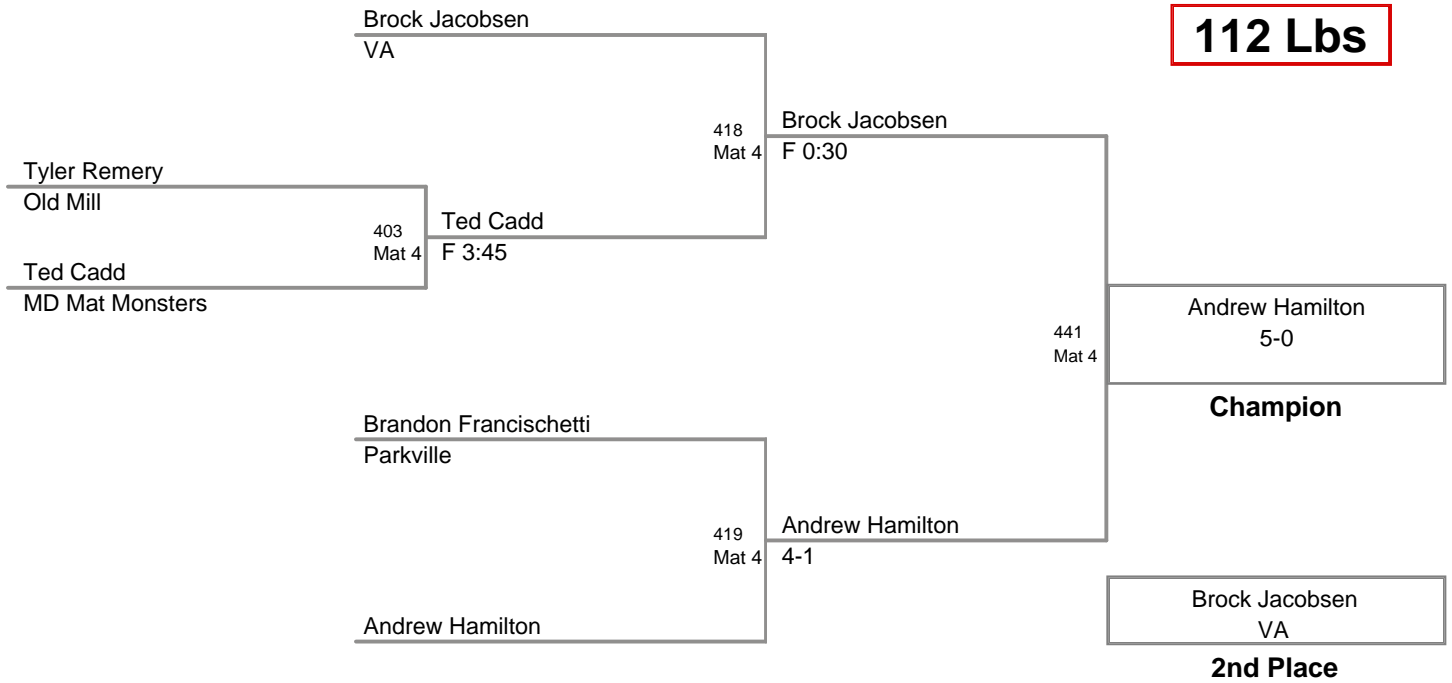 Brock Jacobsen
VA
112 Lbs
418
Mat 4
Brock Jacobsen
F 0:30
Tyler Remery
Old Mill
403
Mat 4
Ted Cadd
F 3:45
Ted Cadd
MD Mat Monsters
441
Mat 4
Andrew Hamilton
5-0
Champion
Brandon Francischetti
Parkville
419
Mat 4
Andrew Hamilton
4-1
Andrew Hamilton
Brock Jacobsen
VA
2nd Place